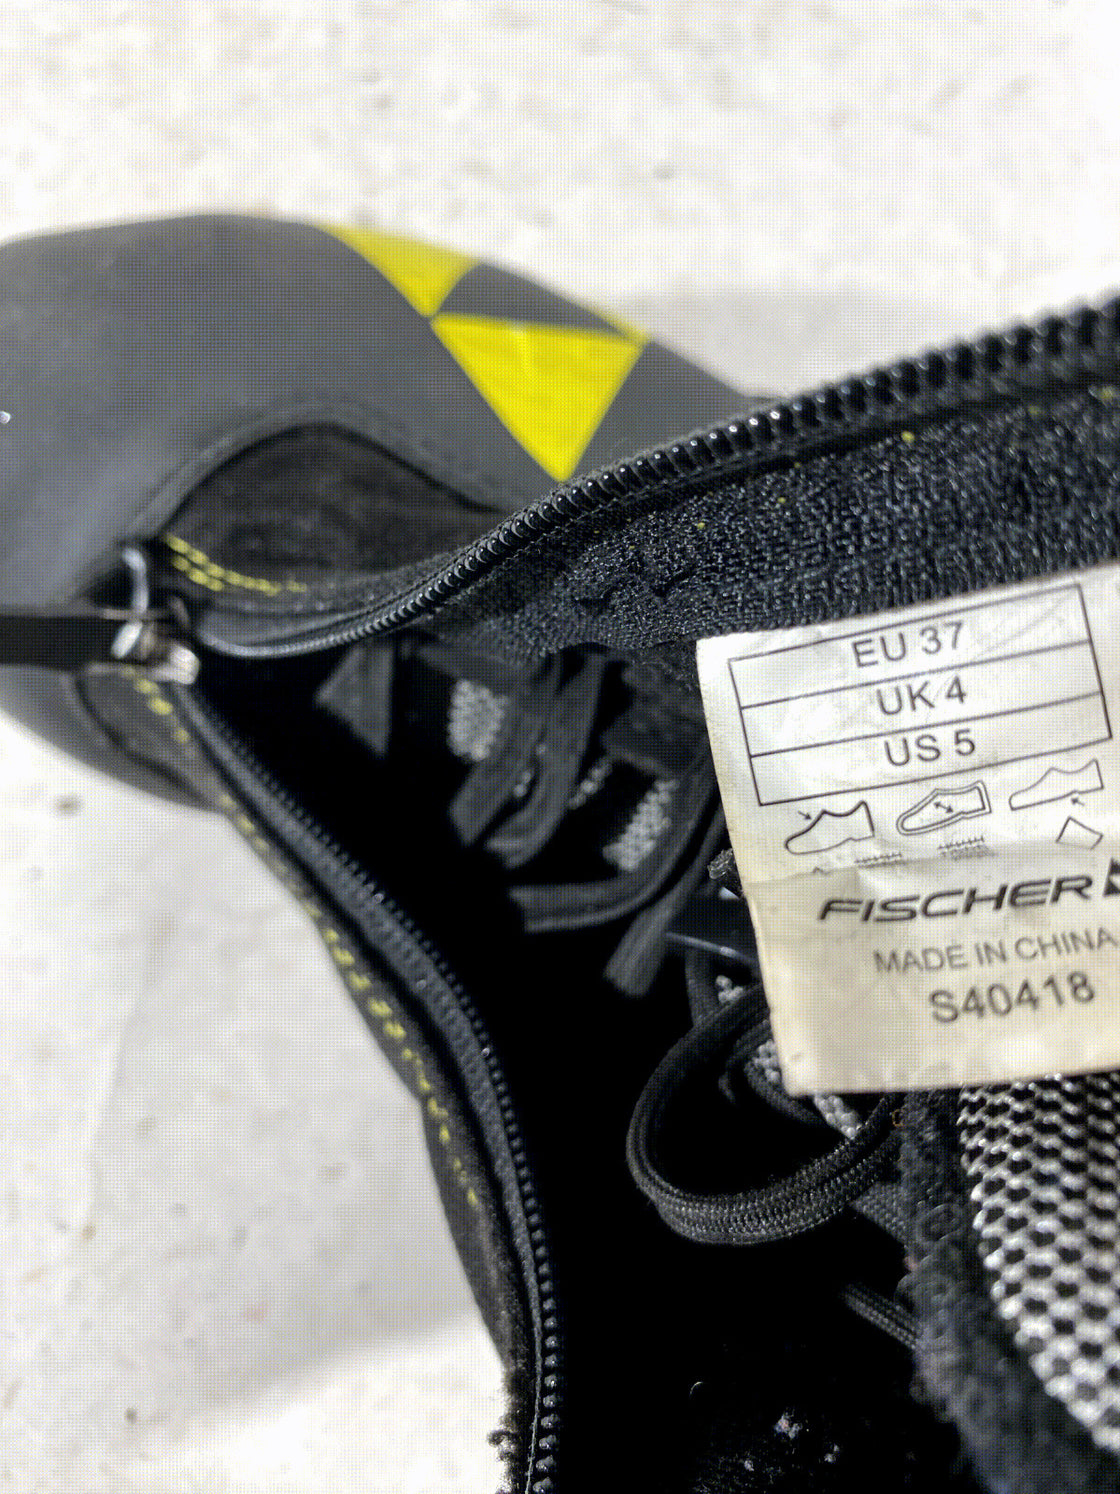 EU 37
UK 4
US 5
FISCHER
MADE IN CHINA
S40418